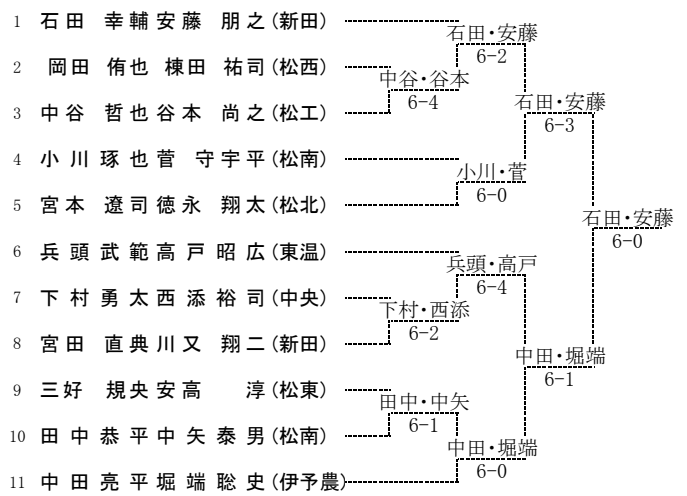 1 石田 幸輔安藤 朋之(新田)
石田・安藤
6-2
2 岡田 侑也 棟田 祐司(松西)
中谷・谷本
6-4
3 中谷 哲也谷本 尚之(松工)
石田・安藤
6-3
4 小川琢也菅 守宇平(松南)
小川・菅
6-0
5 宮本 遼司徳永 翔太(松北)
石田・安藤
6-0
6 兵頭武範高戸昭広(東温)
兵頭・高戸
6-4
7 下村勇太西添裕司(中央)
下村・西添
6-2
8 宮田 直典川又 翔二(新田)
中田・堀端
6-1
9 三好 規央安高 淳(松東)
田中・中矢
6-1
10 田中恭平中矢泰男(松南)
中田・堀端
6-0
11 中田亮平堀端聡史(伊予農)